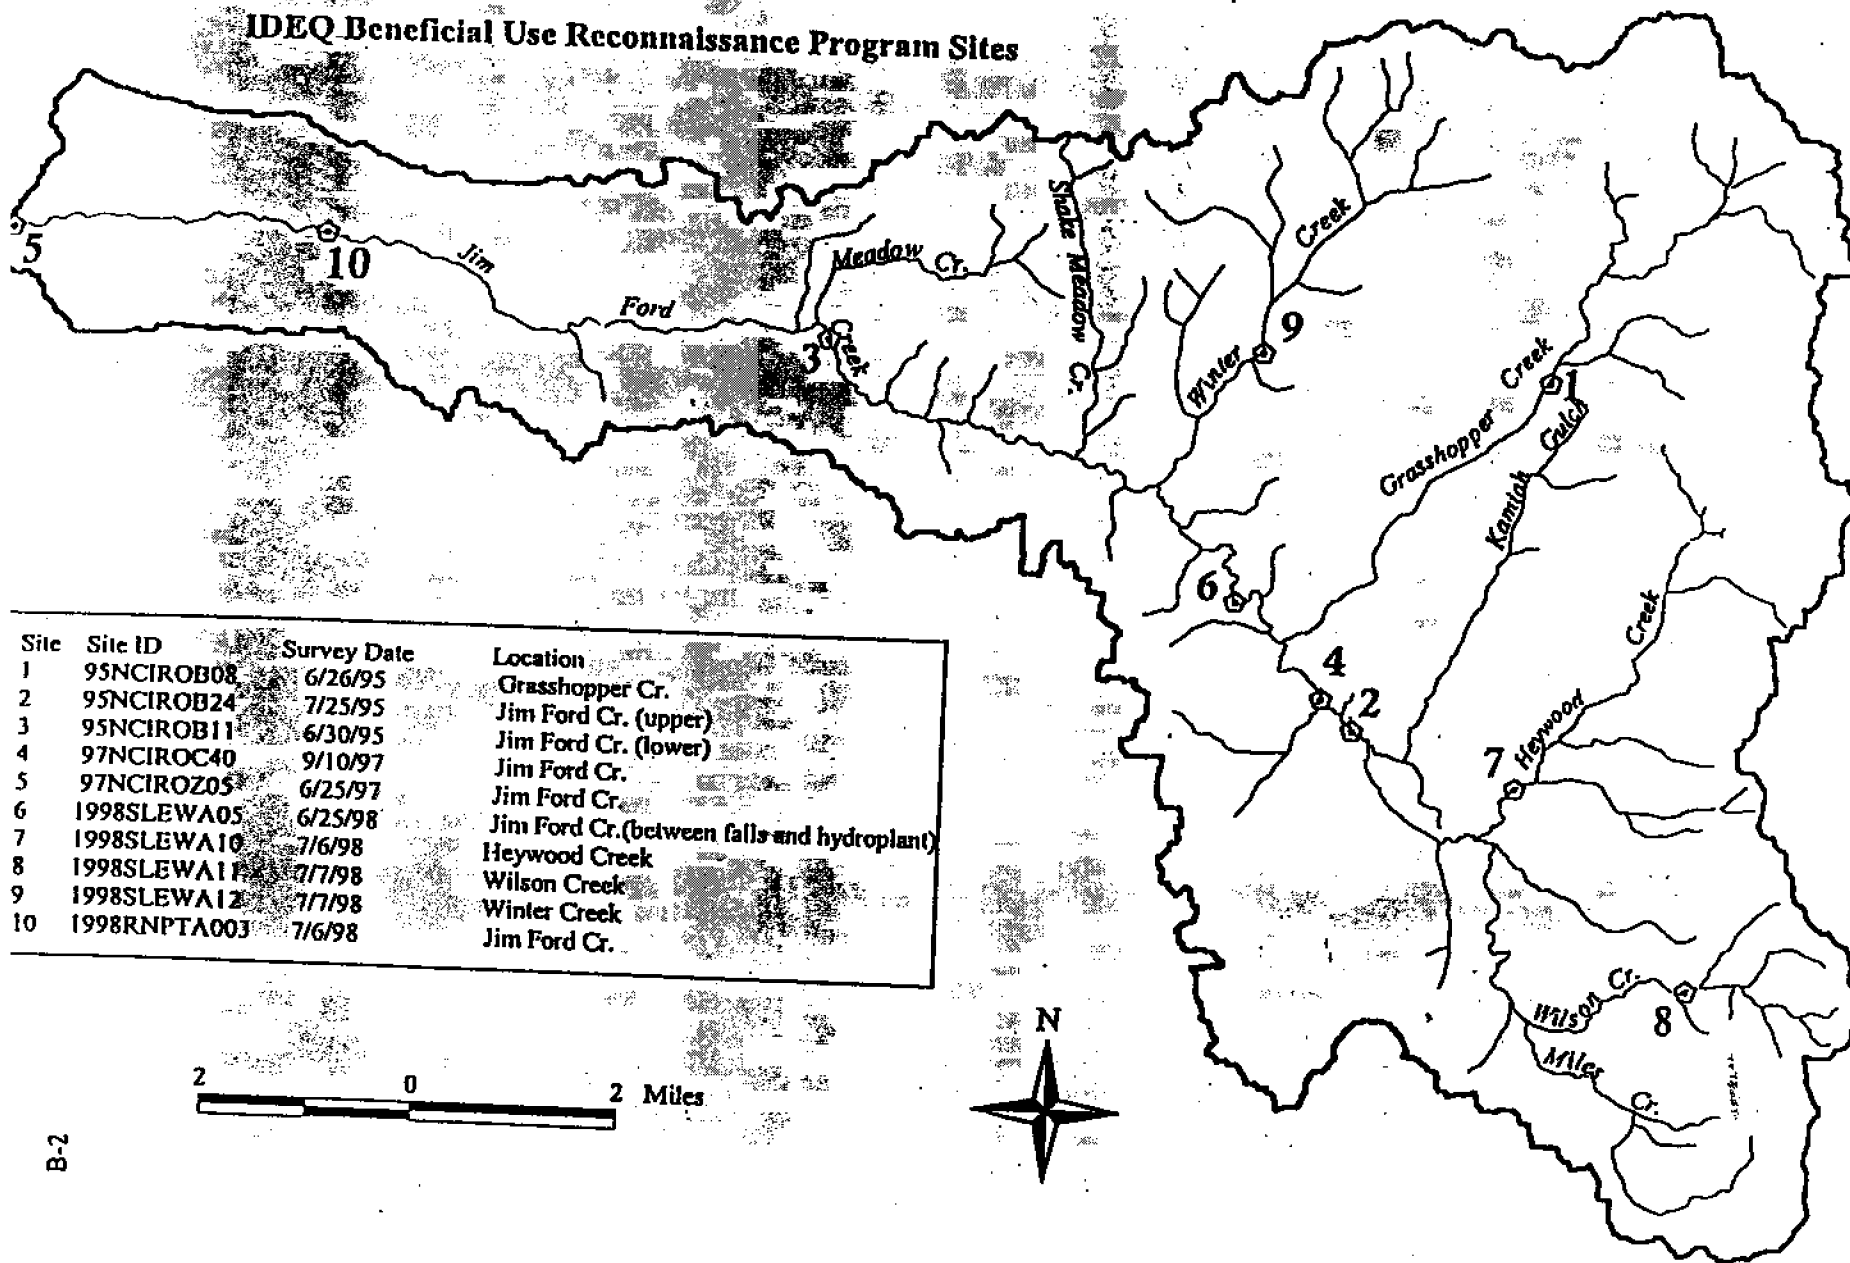 IDEQ Beneficial Use Reconnaissance Program Sites
5
10
Jim
Ford
Creek
3
Meadow Cr.
Shake Meadow Cr.
Winter Creek
9
Grasshopper Creek
1
Kamiah Gulch
6
4
2
7
Heywood Creek
Wilson Cr.
8
Miles Cr.
Site Site ID Survey Date Location
1 95NCIROB08 6/26/95 Grasshopper Cr.
2 95NCIROB24 7/25/95 Jim Ford Cr. (upper)
3 95NCIROB11 6/30/95 Jim Ford Cr. (lower)
4 97NCIROC40 9/10/97 Jim Ford Cr.
5 97NCIROZ05 6/25/97 Jim Ford Cr.
6 1998SLEWA05 6/25/98 Jim Ford Cr.(between falls and hydroplant)
7 1998SLEWA10 7/6/98 Heywood Creek
8 1998SLEWA11 7/7/98 Wilson Creek
9 1998SLEWA12 7/7/98 Winter Creek
10 1998RNPTA003 7/6/98 Jim Ford Cr.
N
2 0 2 Miles
B-2